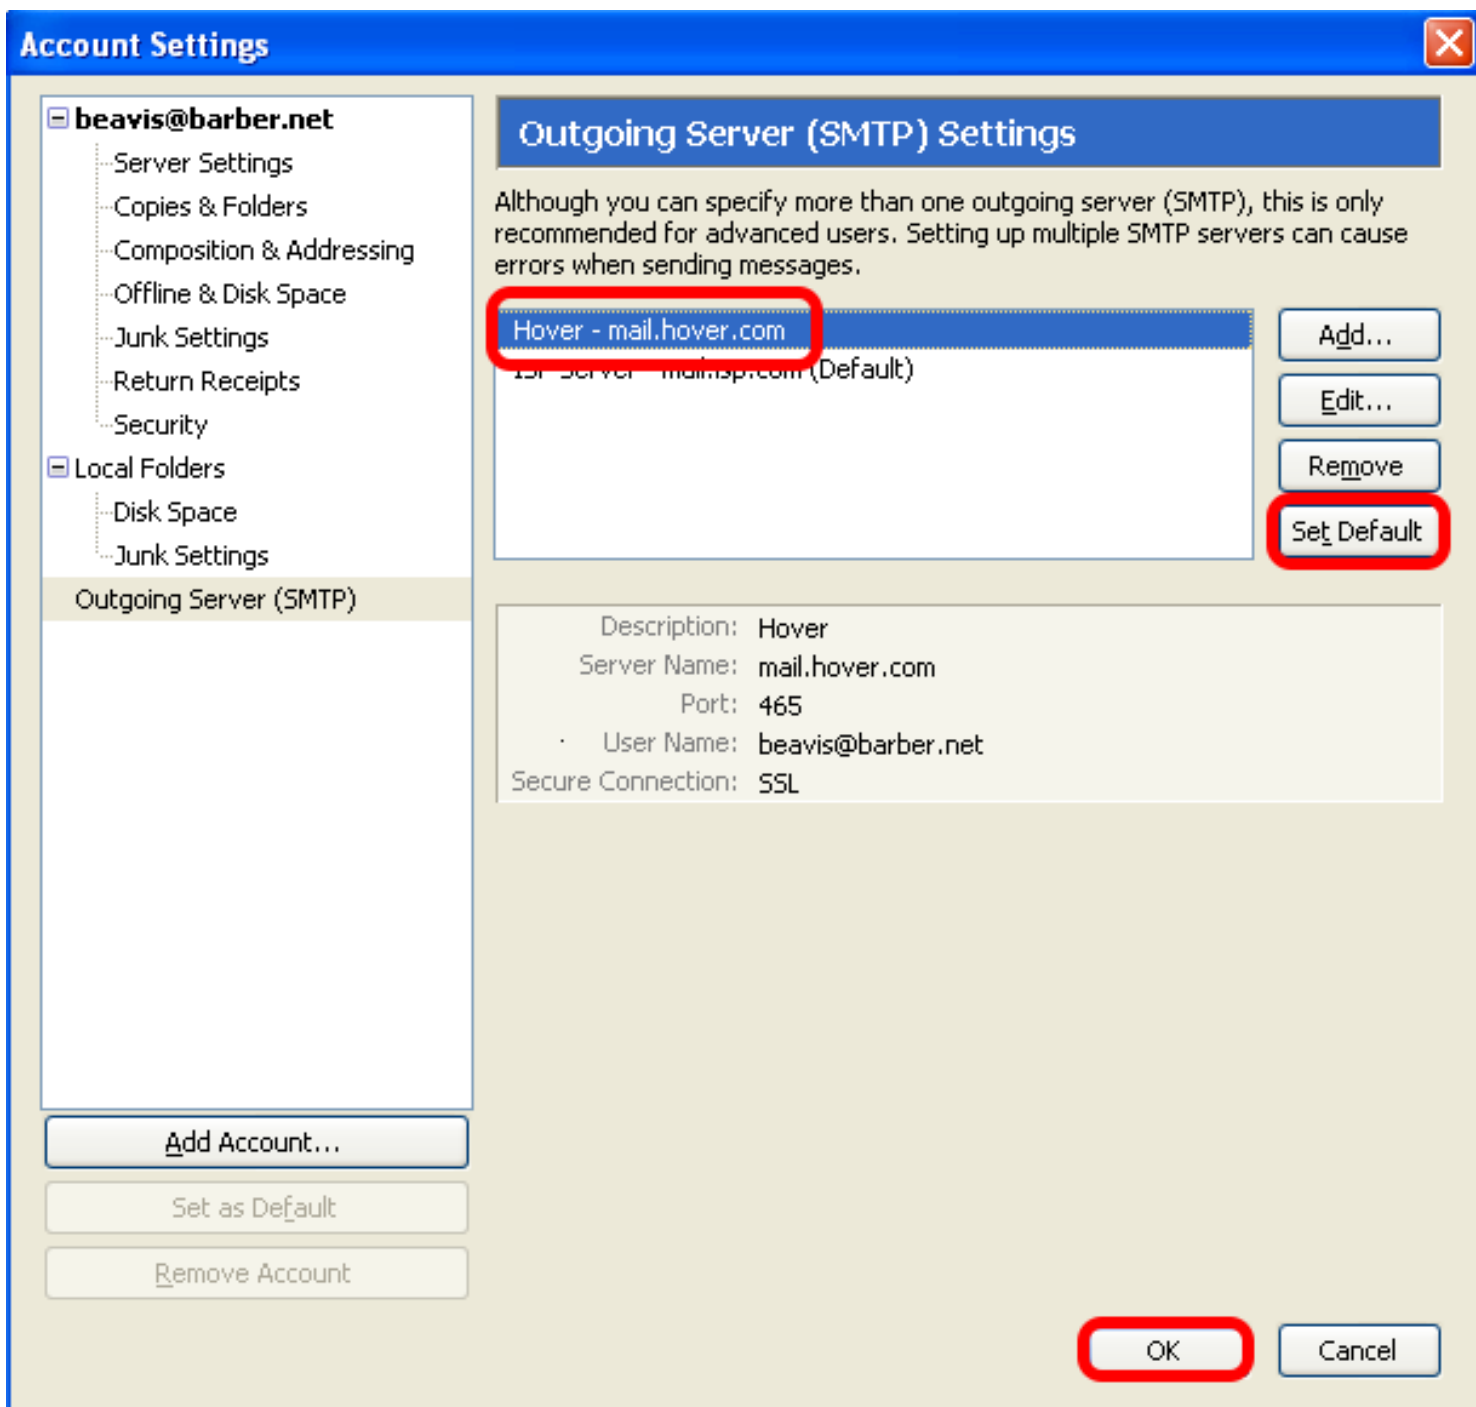 Account Settings
beavis@barber.net
Server Settings
Copies & Folders
Composition & Addressing
Offline & Disk Space
Junk Settings
Return Receipts
Security
Local Folders
Disk Space
Junk Settings
Outgoing Server (SMTP)
Add Account...
Set as Default
Remove Account
Outgoing Server (SMTP) Settings
Although you can specify more than one outgoing server (SMTP), this is only
recommended for advanced users. Setting up multiple SMTP servers can cause
errors when sending messages.
Hover - mail.hover.com
ISP Server - mail.isp.com (Default)
Add...
Edit...
Remove
Set Default
Description: Hover
Server Name: mail.hover.com
Port: 465
User Name: beavis@barber.net
Secure Connection: SSL
OK
Cancel